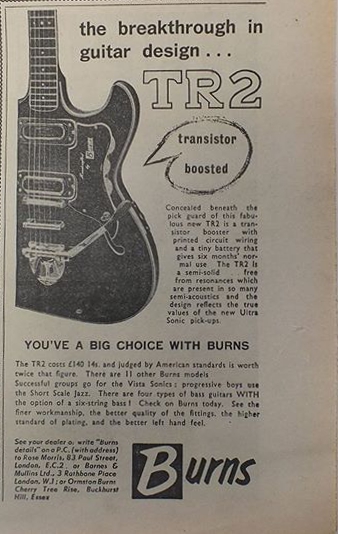 the breakthrough in
guitar design . . .
TR2
transistor
boosted
Burns
Concealed beneath the
pick guard of this fabu-
lous new TR2 is a tran-
sistor booster with
printed circuit wiring
and a tiny battery that
gives six months' nor-
mal use. The TR2 is
a semi-solid . . . free
from resonances which
are present in so many
semi-acoustics and the
design reflects the true
values of the new Ultra
Sonic pick-ups.
YOU'VE A BIG CHOICE WITH BURNS
The TR2 costs £140 14s. and judged by American standards is worth
twice that figure. There are 11 other Burns models
Successful groups go for the Vista Sonics ; progressive boys use
the Short Scale Jazz. There are four types of bass guitars WITH
the option of a six-string bass ! Check on Burns today. See the
finer workmanship, the better quality of the fittings, the higher
standard of plating, and the better left hand feel.
See your dealer or write "Burns
details" on a P.C. (with address)
to Rose Morris, 83 Paul Street,
London, E.C.2. or Barnes &
Mullins Ltd., 3 Rathbone Place
London, W.1 ; or Ormston Burns
Cherry Tree Rise, Buckhurst
Hill, Essex
Burns